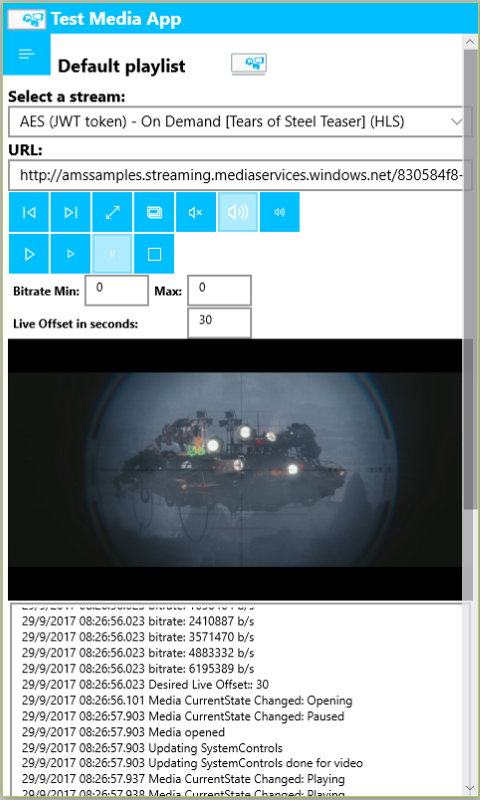 Test Media App
Default playlist
Select a stream:
AES (JWT token) - On Demand [Tears of Steel Teaser] (HLS)
URL:
http://amssamples.streaming.mediaservices.windows.net/830584f8-
Bitrate Min: 0 Max: 0
Live Offset in seconds: 30
29/9/2017 08:26:56.023 bitrate: b/s
29/9/2017 08:26:56.023 bitrate: 2410887 b/s
29/9/2017 08:26:56.023 bitrate: 3571470 b/s
29/9/2017 08:26:56.023 bitrate: 4883332 b/s
29/9/2017 08:26:56.023 bitrate: 6195389 b/s
29/9/2017 08:26:56.023 Desired Live Offset:: 30
29/9/2017 08:26:56.101 Media CurrentState Changed: Opening
29/9/2017 08:26:57.903 Media CurrentState Changed: Paused
29/9/2017 08:26:57.903 Media opened
29/9/2017 08:26:57.903 Updating SystemControls
29/9/2017 08:26:57.903 Updating SystemControls done for video
29/9/2017 08:26:57.937 Media CurrentState Changed: Playing
29/9/2017 08:26:57.938 Media CurrentState Changed: Playing